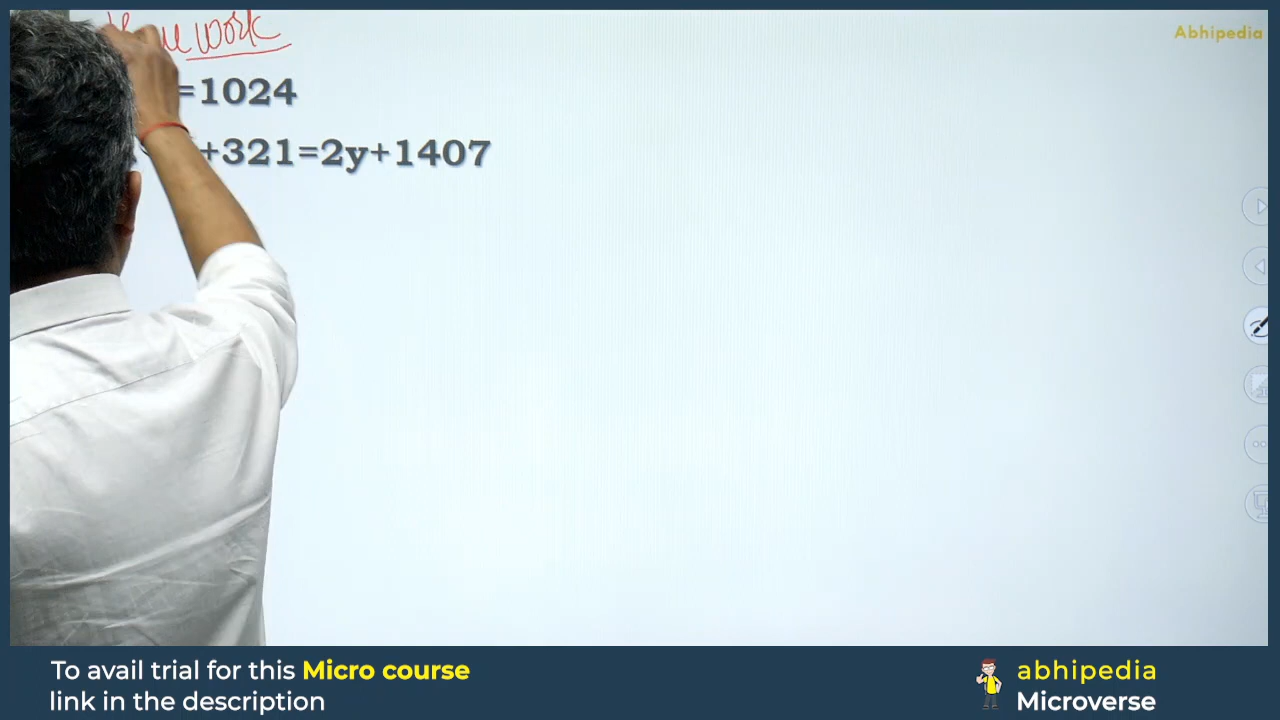 work
Abhipedia
=1024
+321=2y+1407
To avail trial for this Micro course
link in the description
abhipedia
Microverse